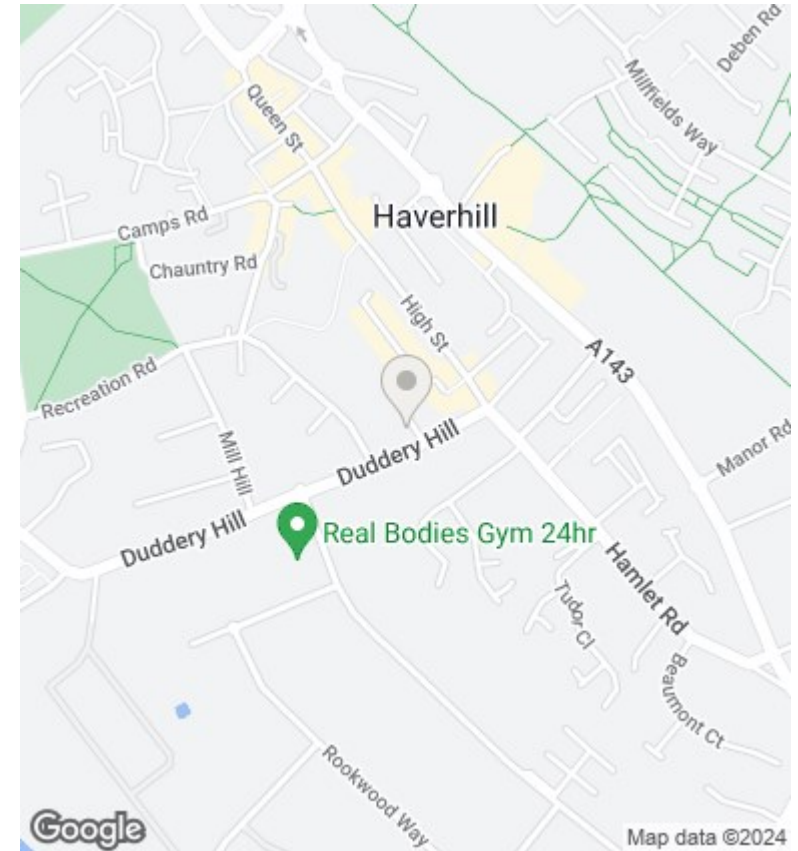 Deben Rd
Millfields Way
Queen St
Haverhill
Camps Rd
Chauntry Rd
High St
A143
Recreation Rd
Mill Hill
Manor Rd
Duddery Hill
Duddery Hill
Real Bodies Gym 24hr
Hamlet Rd
Tudor Cl
Beaumont Ct
Rookwood Way
Google
Map data ©2024